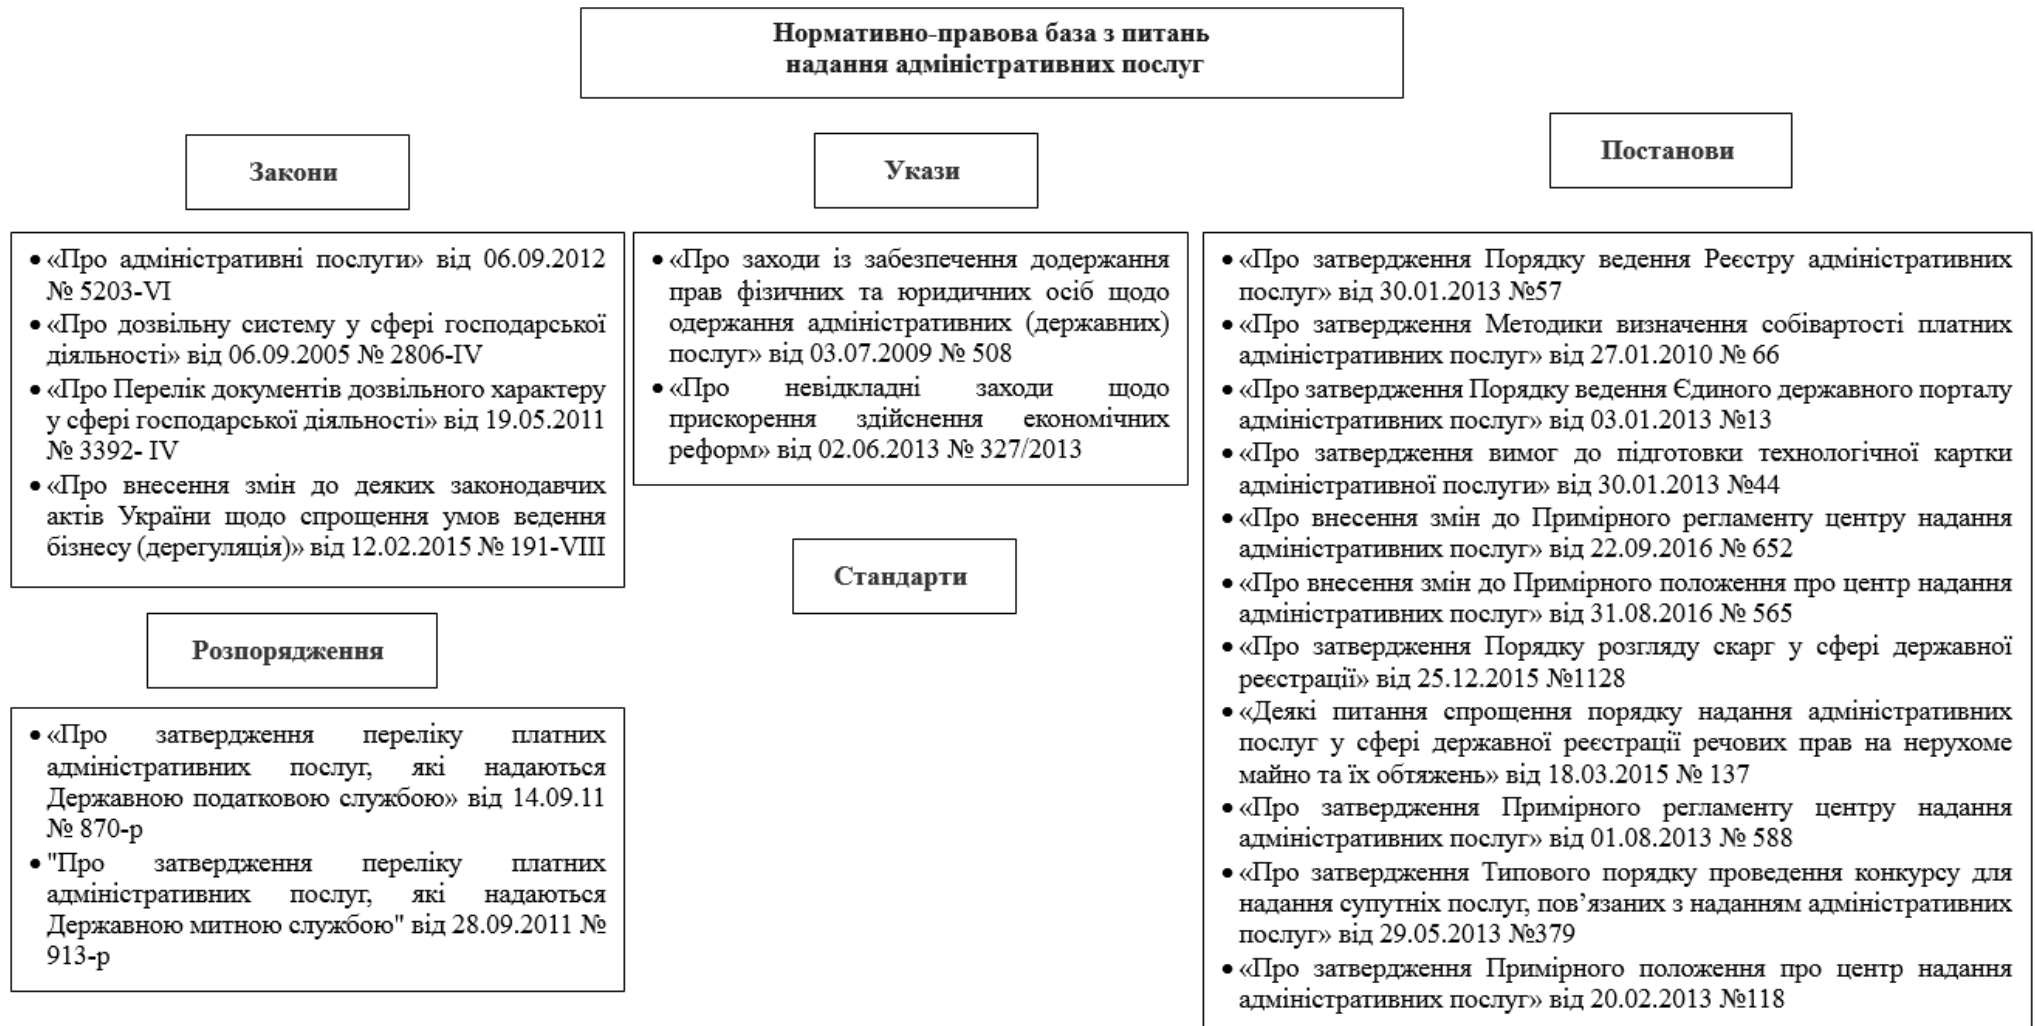 Нормативно-правова база з питань
надання адміністративних послуг
Закони
«Про адміністративні послуги» від 06.09.2012
№ 5203-VI
«Про дозвільну систему у сфері господарської
діяльності» від 06.09.2005 № 2806-IV
«Про Перелік документів дозвільного характеру
у сфері господарської діяльності» від 19.05.2011
№ 3392- IV
«Про внесення змін до деяких законодавчих
актів України щодо спрощення умов ведення
бізнесу (дерегуляція)» від 12.02.2015 № 191-VIII
Розпорядження
«Про затвердження переліку платних
адміністративних послуг, які надаються
Державною податковою службою» від 14.09.11
№ 870-р
"Про затвердження переліку платних
адміністративних послуг, які надаються
Державною митною службою" від 28.09.2011 №
913-р
Укази
«Про заходи із забезпечення додержання
прав фізичних та юридичних осіб щодо
одержання адміністративних (державних)
послуг» від 03.07.2009 № 508
«Про невідкладні заходи щодо
прискорення здійснення економічних
реформ» від 02.06.2013 № 327/2013
Стандарти
Постанови
«Про затвердження Порядку ведення Реєстру адміністративних
послуг» від 30.01.2013 №57
«Про затвердження Методики визначення собівартості платних
адміністративних послуг» від 27.01.2010 № 66
«Про затвердження Порядку ведення Єдиного державного порталу
адміністративних послуг» від 03.01.2013 №13
«Про затвердження вимог до підготовки технологічної картки
адміністративної послуги» від 30.01.2013 №44
«Про внесення змін до Примірного регламенту центру надання
адміністративних послуг» від 22.09.2016 № 652
«Про внесення змін до Примірного положення про центр надання
адміністративних послуг» від 31.08.2016 № 565
«Про затвердження Порядку розгляду скарг у сфері державної
реєстрації» від 25.12.2015 №1128
«Деякі питання спрощення порядку надання адміністративних
послуг у сфері державної реєстрації речових прав на нерухоме
майно та їх обтяжень» від 18.03.2015 № 137
«Про затвердження Примірного регламенту центру надання
адміністративних послуг» від 01.08.2013 № 588
«Про затвердження Типового порядку проведення конкурсу для
надання супутніх послуг, пов’язаних з наданням адміністративних
послуг» від 29.05.2013 №379
«Про затвердження Примірного положення про центр надання
адміністративних послуг» від 20.02.2013 №118